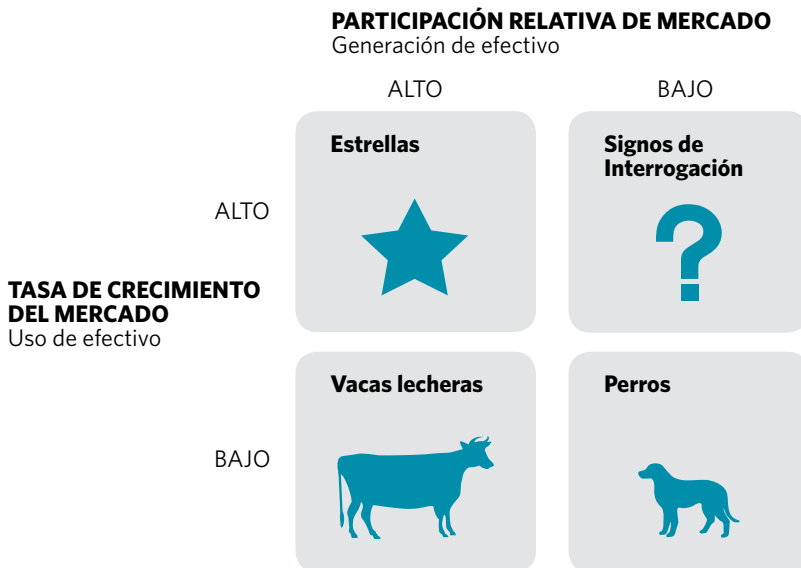 PARTICIPACIÓN RELATIVA DE MERCADO
Generación de efectivo
ALTO
BAJO
Estrellas
Signos de
Interrogación
ALTO
TASA DE CRECIMIENTO
DEL MERCADO
Uso de efectivo
Vacas lecheras
Perros
BAJO